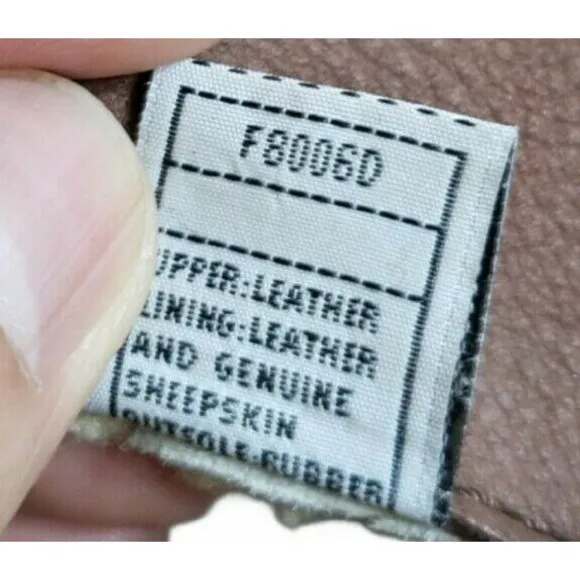 F8006D
UPPER:LEATHER
LINING:LEATHER
AND GENUINE
SHEEPSKIN
OUTSOLE:RUBBER